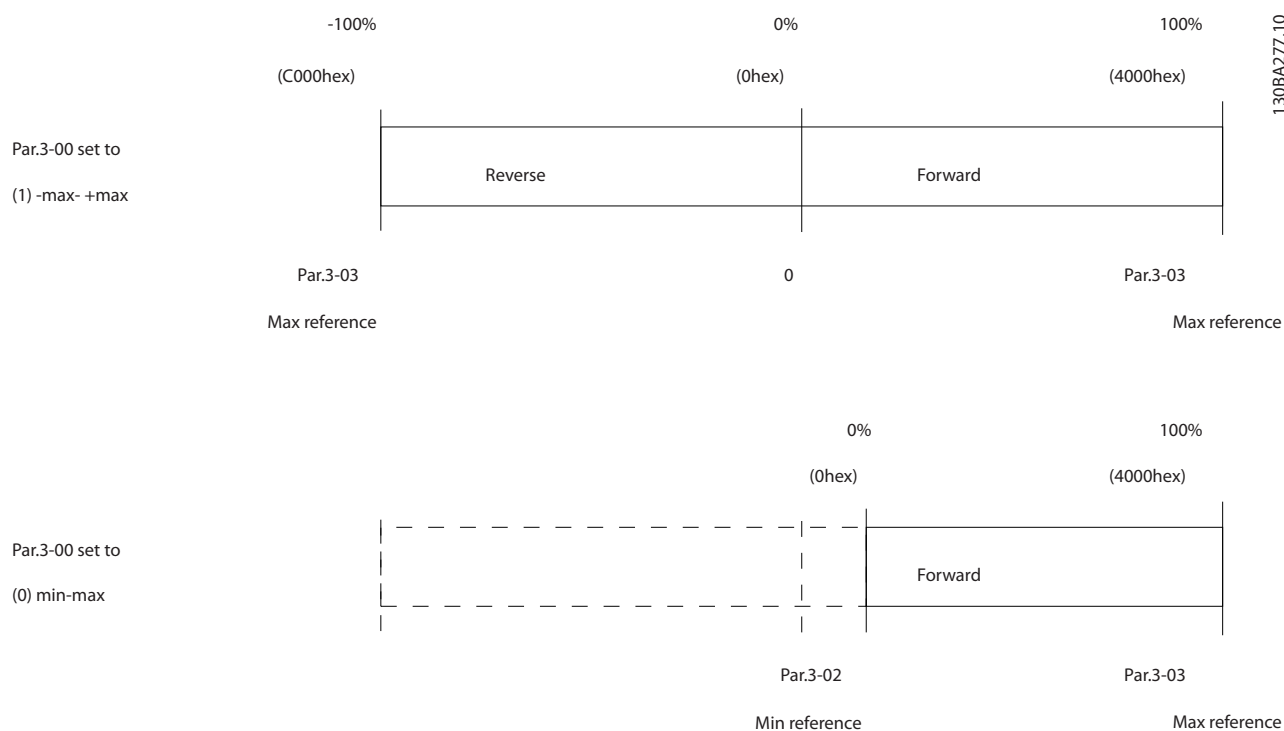 -100% 0% 100%
(C000hex) (0hex) (4000hex)
130BA277.10
Par.3-00 set to
(1) -max- +max
Reverse Forward
Par.3-03 0 Par.3-03
Max reference Max reference
0% 100%
(0hex) (4000hex)
Par.3-00 set to
(0) min-max
Forward
Par.3-02 Par.3-03
Min reference Max reference